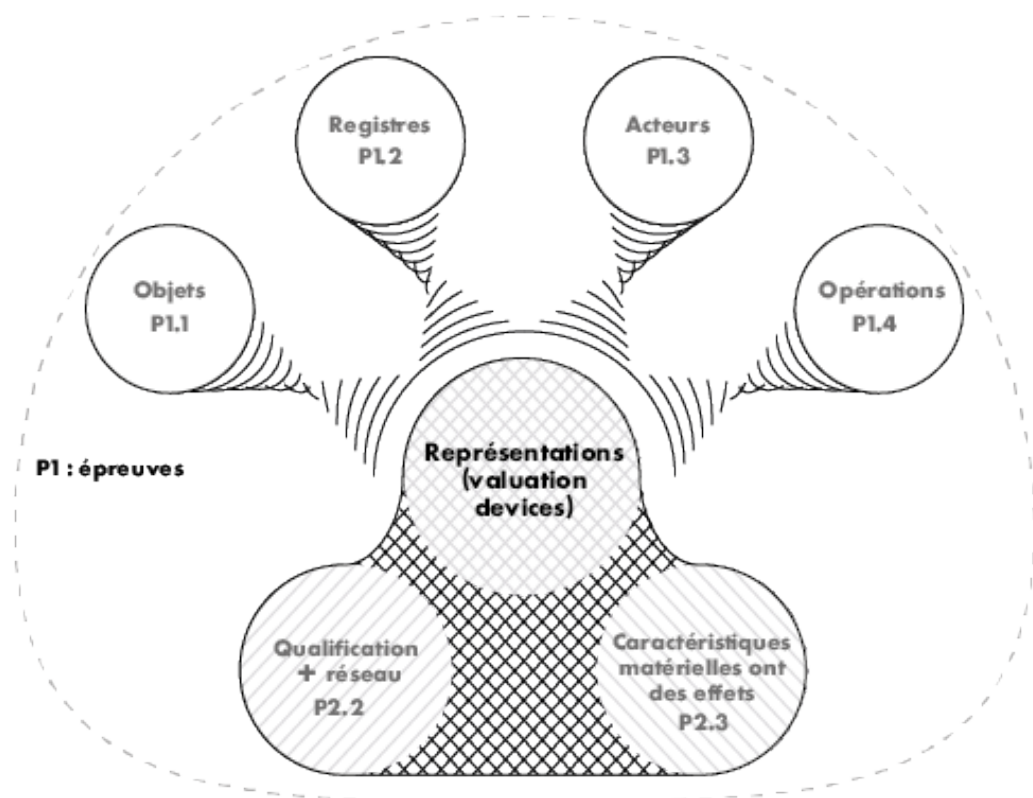 Registres
P1.2
Acteurs
P1.3
Objets
P1.1
Opérations
P1.4
Représentations
(valuation
devices)
P1 : épreuves
Qualification
+ réseau
P2.2
Caractéristiques
matérielles ont
des effets
P2.3